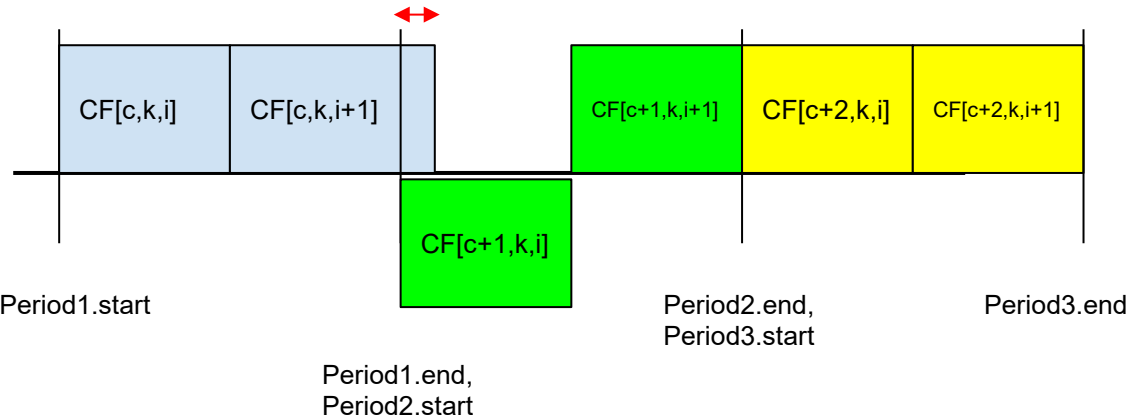 CF[c,k,i]
CF[c,k,i+1]
CF[c+1,k,i+1]
CF[c+2,k,i]
CF[c+2,k,i+1]
CF[c+1,k,i]
Period1.start
Period2.end,
Period3.start
Period3.end
Period1.end,
Period2.start